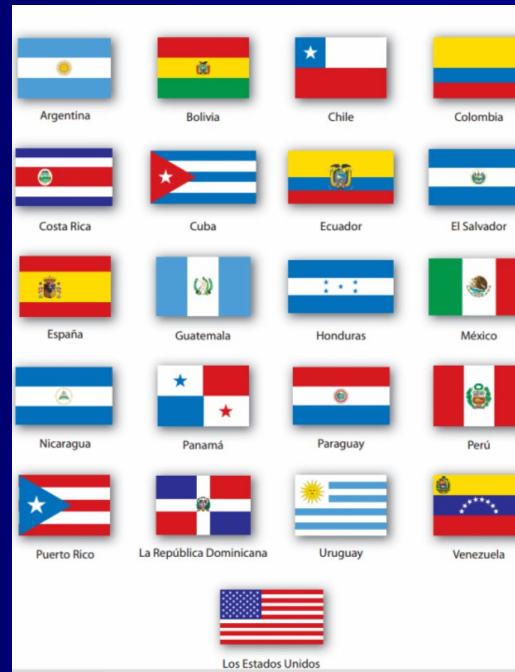 Argentina Bolivia Chile Colombia
Costa Rica Cuba Ecuador El Salvador
España Guatemala Honduras México
Nicaragua Panamá Paraguay Perú
Puerto Rico La República Dominicana Uruguay Venezuela
Los Estados Unidos